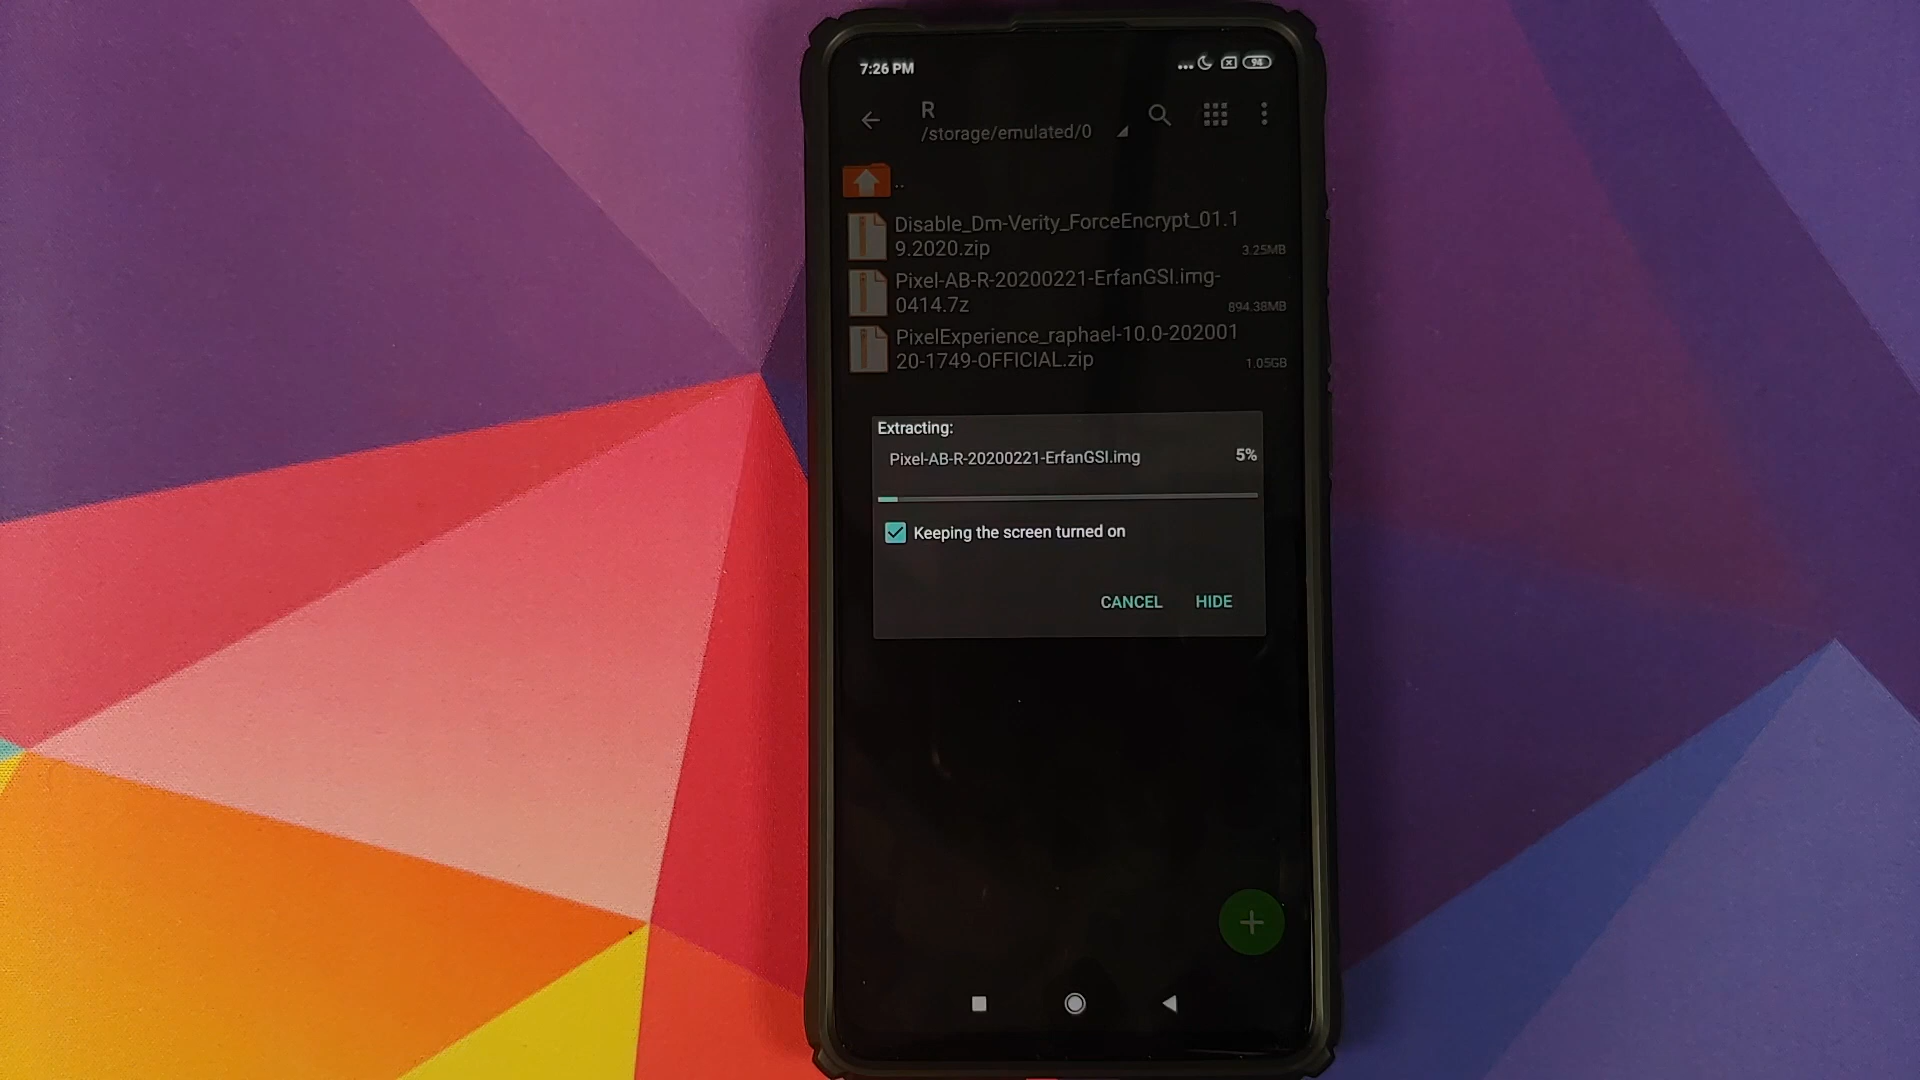 7:26 PM
94
R
/storage/emulated/0
..
Disable_Dm-Verity_ForceEncrypt_01.1
9.2020.zip
3.25MB
Pixel-AB-R-20200221-ErfanGSI.img-
0414.7z
894.38MB
PixelExperience_raphael-10.0-202001
20-1749-OFFICIAL.zip
1.05GB
Extracting:
Pixel-AB-R-20200221-ErfanGSI.img
5%
Keeping the screen turned on
CANCEL
HIDE